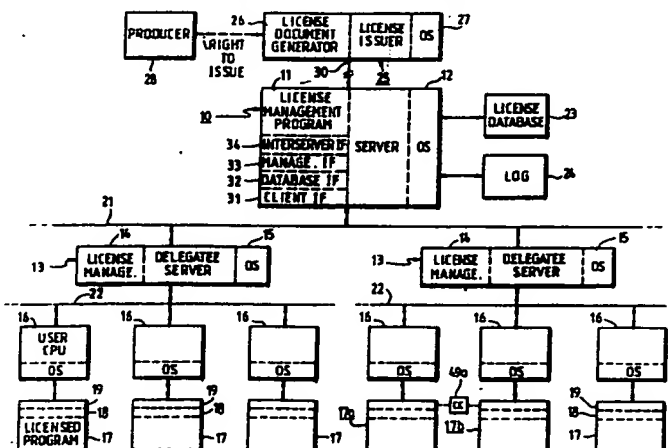 26
LICENSE DOCUMENT GENERATOR
LICENSE ISSUER
OS
27
PRODUCER
28
RIGHT TO ISSUE
30
25
11
12
10
LICENSE MANAGEMENT PROGRAM
34
INTERSERVER IF
33
MANAGE. IF
32
DATABASE IF
31
CLIENT IF
SERVER
OS
LICENSE DATABASE
23
LOG
24
21
14
15
13
LICENSE MANAGE.
DELEGATEE SERVER
OS
14
15
13
LICENSE MANAGE.
DELEGATEE SERVER
OS
22
22
16
USER CPU
OS
16
OS
16
OS
16
OS
16
OS
16
OS
19
18
LICENSED PROGRAM
17
19
18
17
17
17a
49a
CC
17b
19
18
17